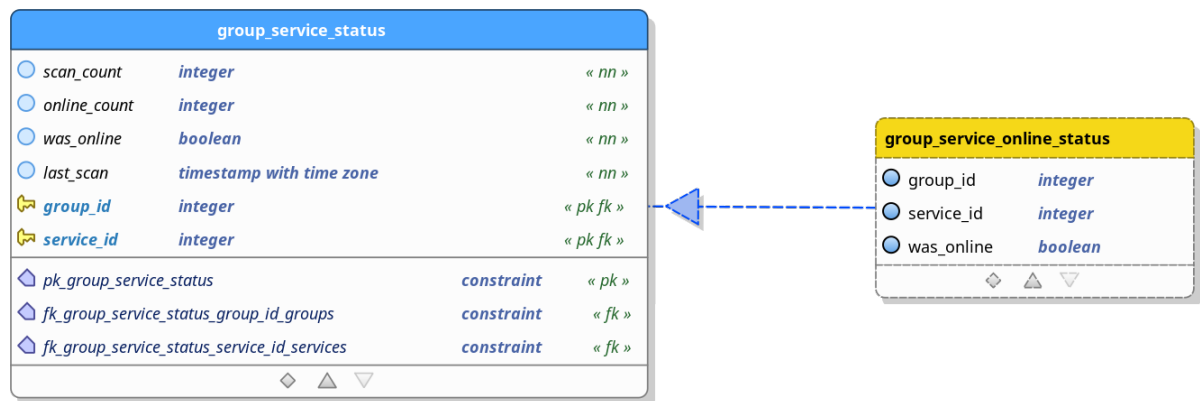 group_service_status
scan_count integer « nn »
online_count integer « nn »
was_online boolean « nn »
last_scan timestamp with time zone « nn »
group_id integer « pk fk »
service_id integer « pk fk »
pk_group_service_status constraint « pk »
fk_group_service_status_group_id_groups constraint « fk »
fk_group_service_status_service_id_services constraint « fk »
group_service_online_status
group_id integer
service_id integer
was_online boolean